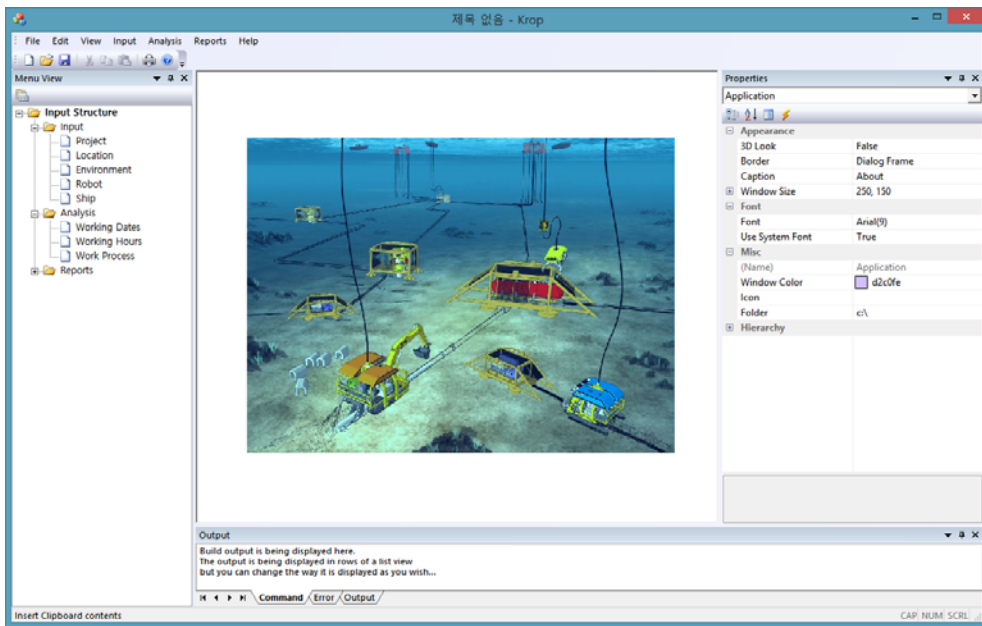 제목 없음 - Krop
File Edit View Input Analysis Reports Help
Menu View
Input Structure
Input
Project
Location
Environment
Robot
Ship
Analysis
Working Dates
Working Hours
Work Process
Reports
Properties
Application
Appearance
3D Look False
Border Dialog Frame
Caption About
Window Size 250, 150
Font
Font Arial(9)
Use System Font True
Misc
(Name) Application
Window Color d2c0fe
Icon
Folder c:\
Hierarchy
Output
Build output is being displayed here.
The output is being displayed in rows of a list view
but you can change the way it is displayed as you wish...
Command Error Output
Insert Clipboard contents
CAP NUM SCRL